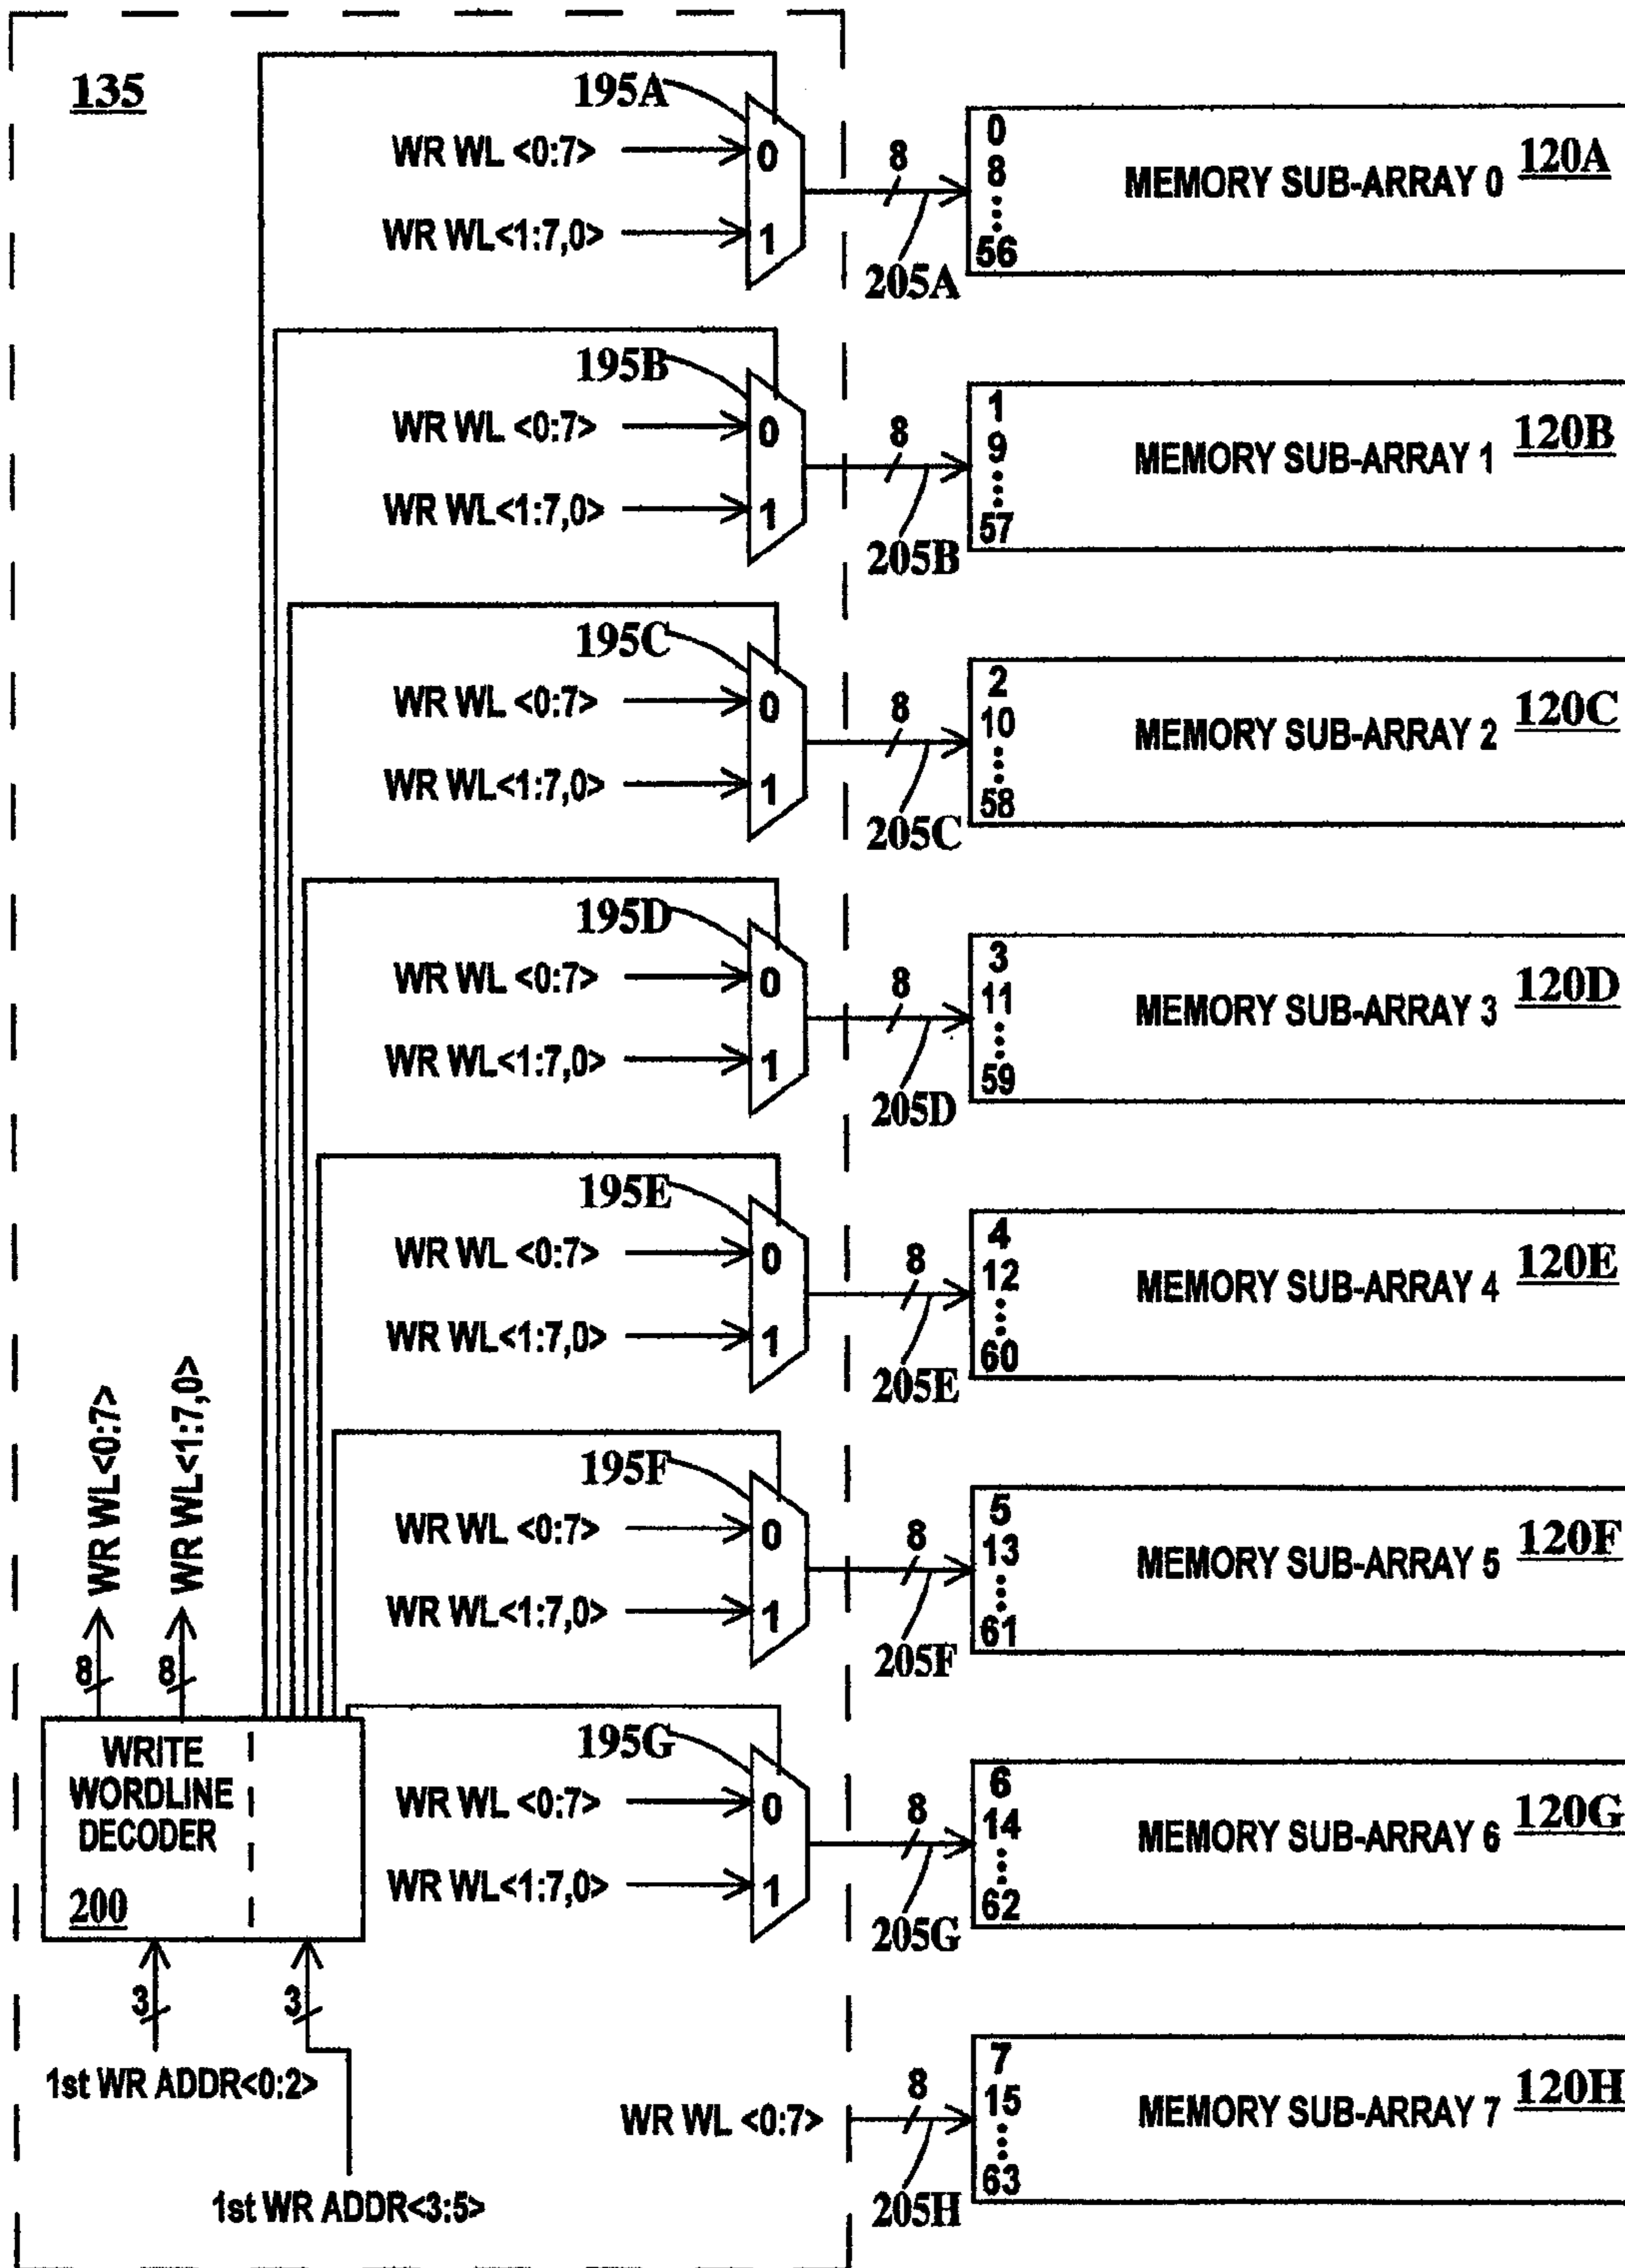 135
195A
WR WL <0:7>
0
WR WL<1:7,0>
1
8
205A
0
8
56
MEMORY SUB-ARRAY 0
120A
195B
WR WL <0:7>
0
WR WL<1:7,0>
1
8
205B
1
9
57
MEMORY SUB-ARRAY 1
120B
195C
WR WL <0:7>
0
WR WL<1:7,0>
1
8
205C
2
10
58
MEMORY SUB-ARRAY 2
120C
195D
WR WL <0:7>
0
WR WL<1:7,0>
1
8
205D
3
11
59
MEMORY SUB-ARRAY 3
120D
195E
WR WL <0:7>
0
WR WL<1:7,0>
1
8
205E
4
12
60
MEMORY SUB-ARRAY 4
120E
195F
WR WL <0:7>
0
WR WL<1:7,0>
1
8
205F
5
13
61
MEMORY SUB-ARRAY 5
120F
195G
WR WL <0:7>
0
WR WL<1:7,0>
1
8
205G
6
14
62
MEMORY SUB-ARRAY 6
120G
WR WL<0:7>
8
WR WL<1:7,0>
8
WRITE
WORDLINE
DECODER
200
3
3
1st WR ADDR<0:2>
1st WR ADDR<3:5>
WR WL <0:7>
8
205H
7
15
63
MEMORY SUB-ARRAY 7
120H